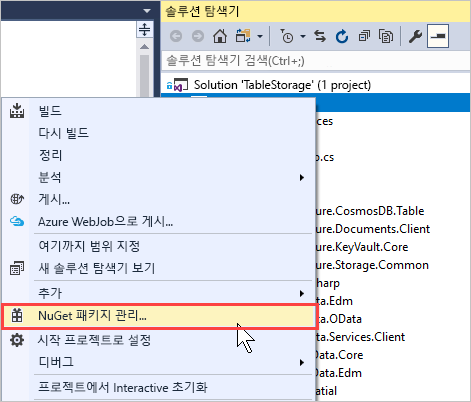 솔루션 탐색기
솔루션 탐색기 검색(Ctrl+;)
Solution 'TableStorage' (1 project)
빌드
다시 빌드
정리
분석
게시...
Azure WebJob으로 게시...
여기까지 범위 지정
새 솔루션 탐색기 보기
추가
NuGet 패키지 관리...
시작 프로젝트로 설정
디버그
프로젝트에서 Interactive 초기화
ces
o.cs
ure.CosmosDB.Table
ure.Documents.Client
ure.KeyVault.Core
ure.Storage.Common
harp
Data.Edm
Data.OData
Data.Services.Client
Data.Core
Data.Edm
patial